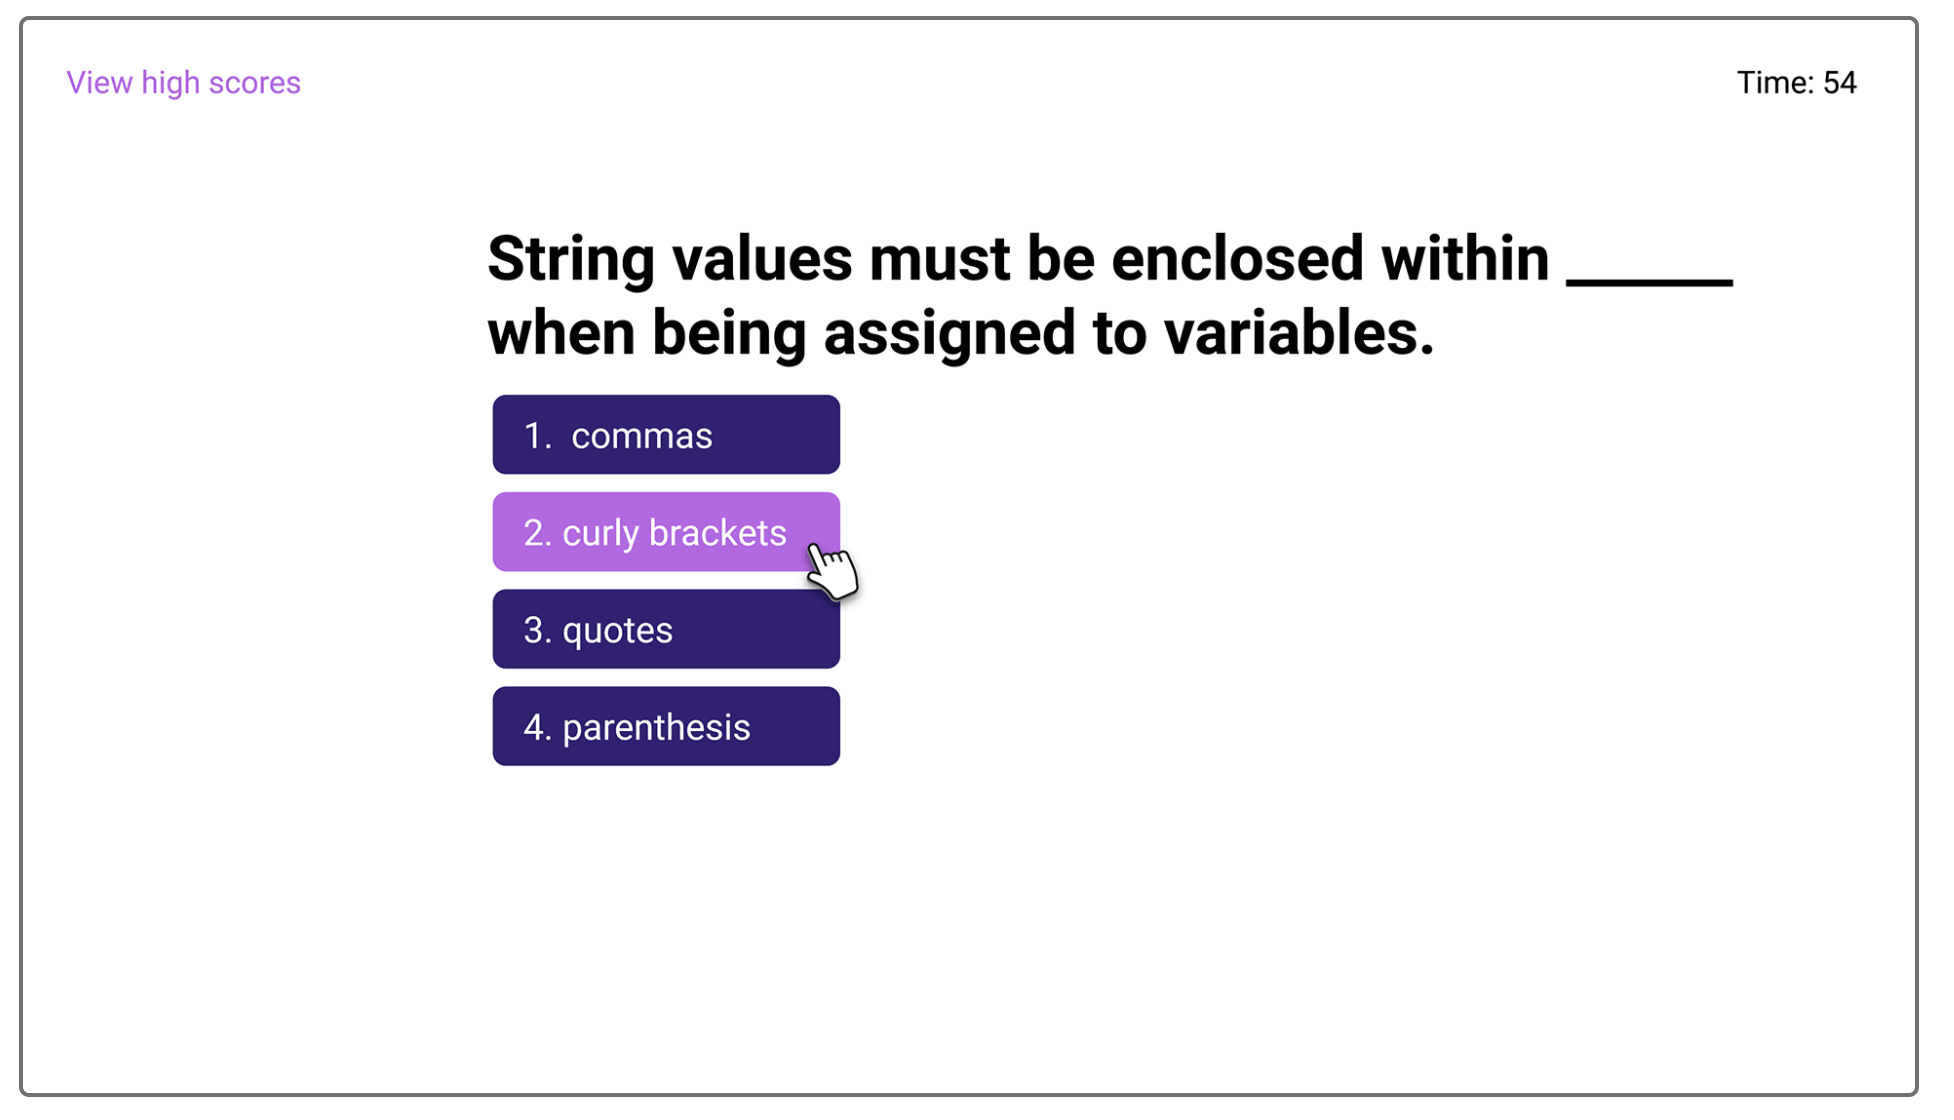 View high scores
Time: 54
String values must be enclosed within ______
when being assigned to variables.
1. commas
2. curly brackets
3. quotes
4. parenthesis